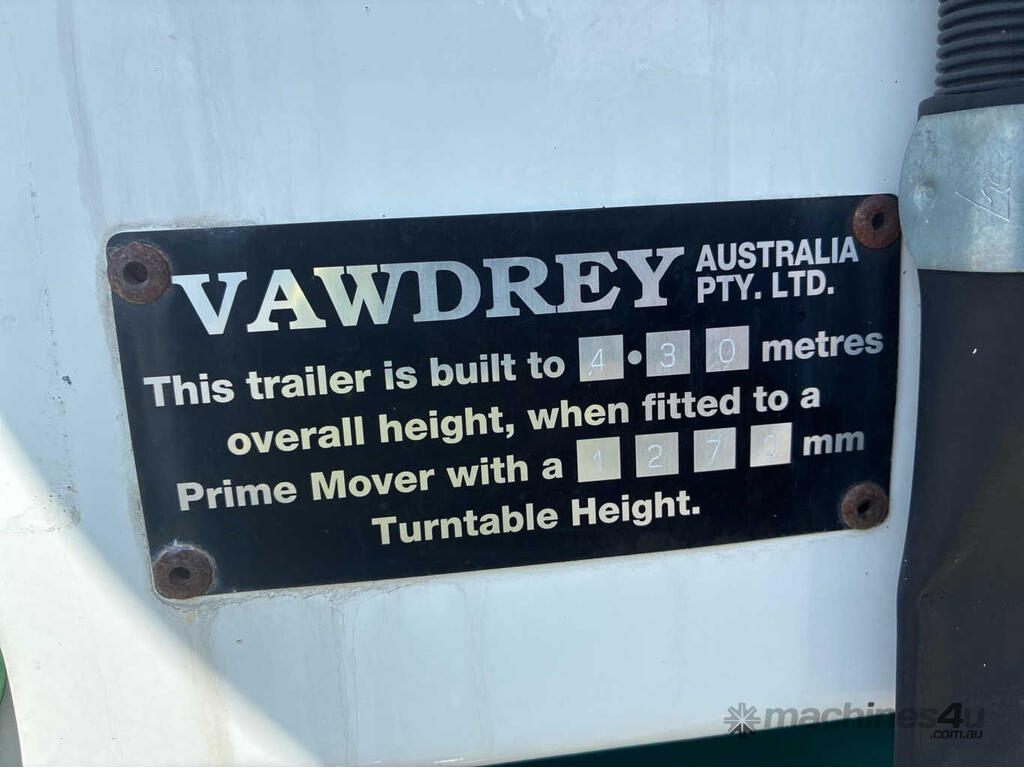 VAWDREY AUSTRALIA PTY. LTD.
This trailer is built to 4.30 metres
overall height, when fitted to a
Prime Mover with a 1270 mm
Turntable Height.
machines4u
.com.au